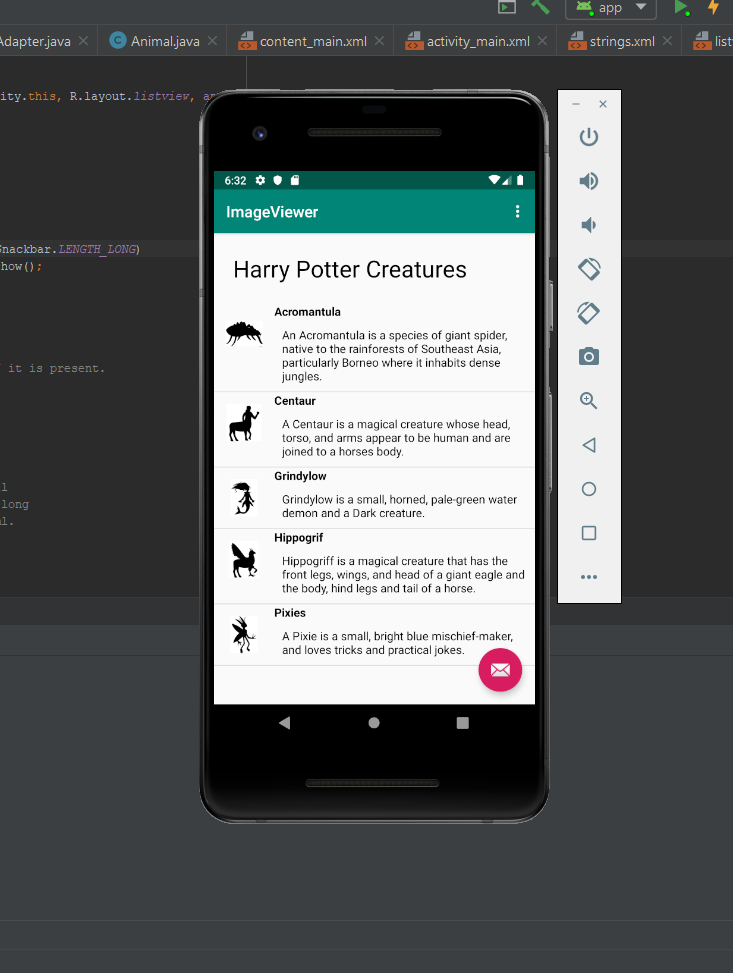 app
Adapter.java
Animal.java
content_main.xml
activity_main.xml
strings.xml
list
ity.this, R.layout.listview, an
Snackbar.LENGTH_LONG)
how();
it is present.
l
long
al.
6:32
ImageViewer
Harry Potter Creatures
Acromantula
An Acromantula is a species of giant spider,
native to the rainforests of Southeast Asia,
particularly Borneo where it inhabits dense
jungles.
Centaur
A Centaur is a magical creature whose head,
torso, and arms appear to be human and are
joined to a horses body.
Grindylow
Grindylow is a small, horned, pale-green water
demon and a Dark creature.
Hippogrif
Hippogriff is a magical creature that has the
front legs, wings, and head of a giant eagle and
the body, hind legs and tail of a horse.
Pixies
A Pixie is a small, bright blue mischief-maker,
and loves tricks and practical jokes.